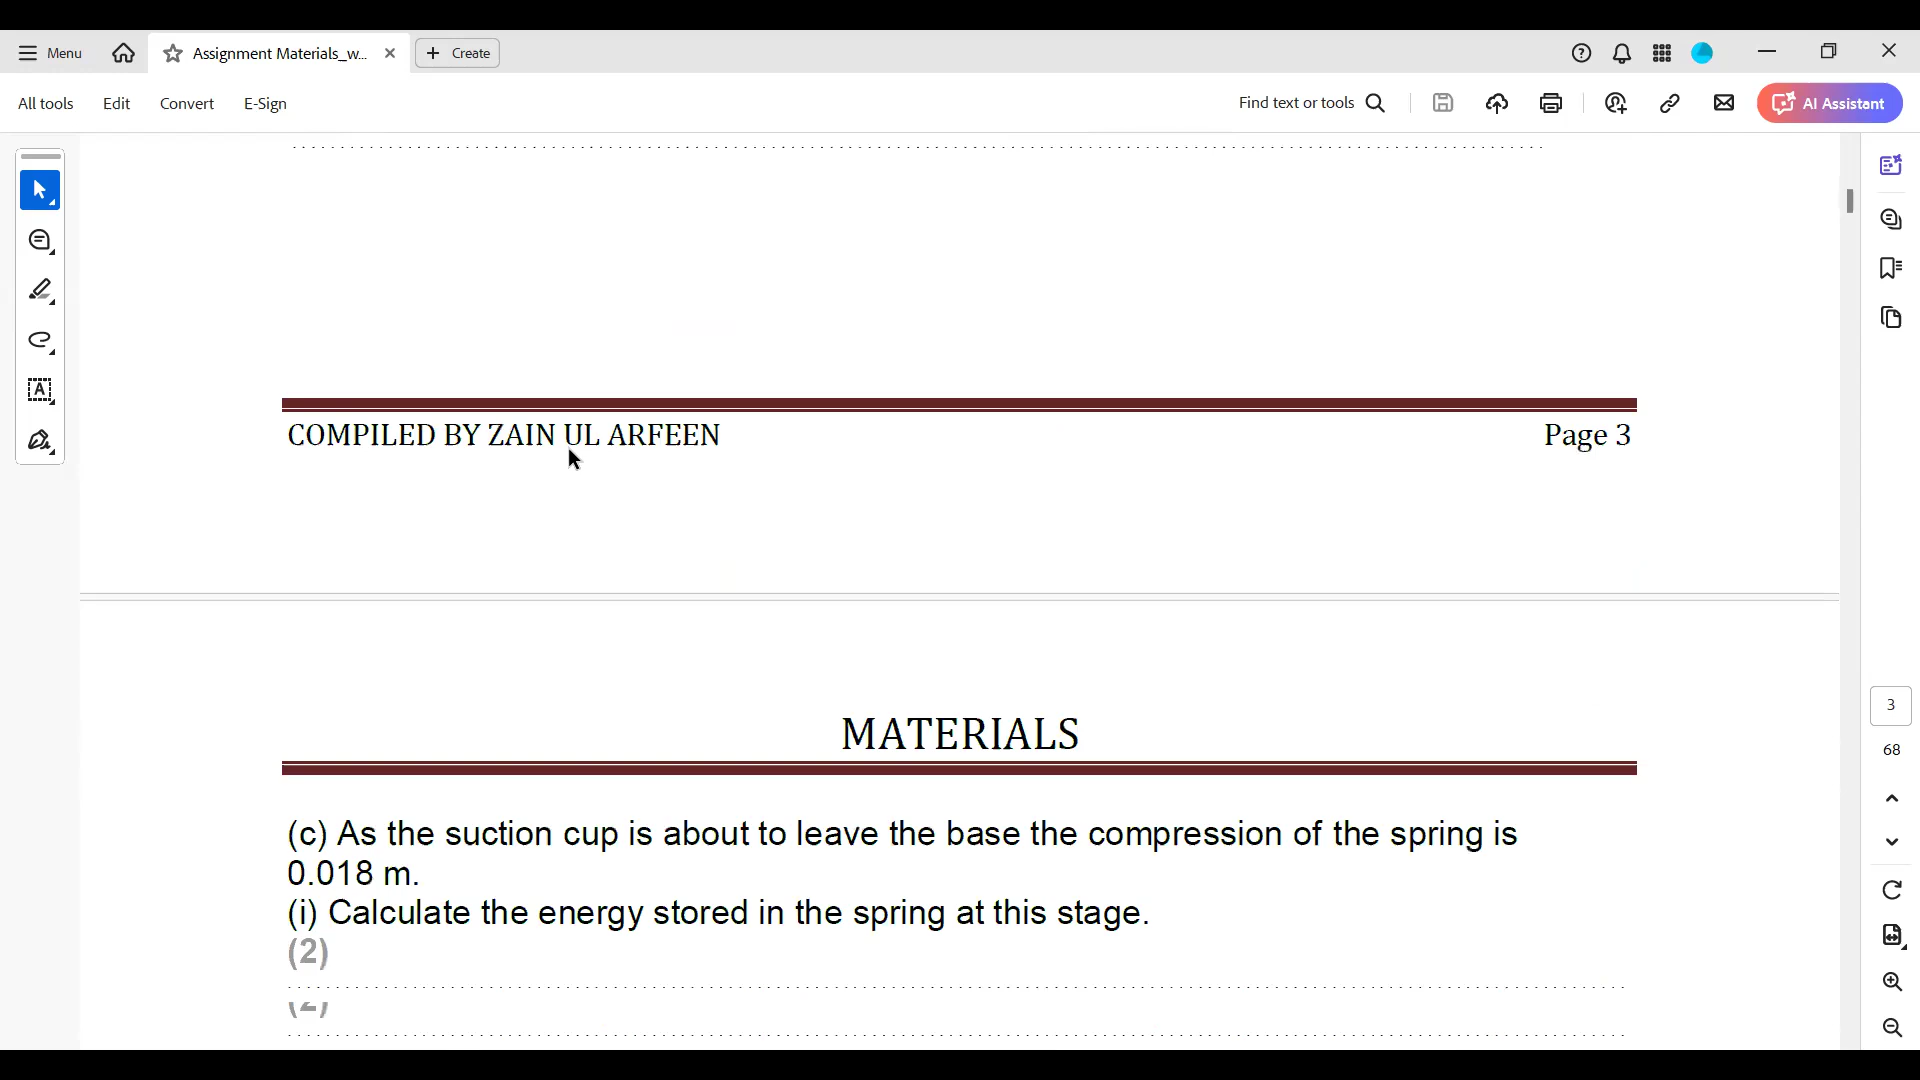 Menu
Assignment Materials_w...
Create
All tools
Edit
Convert
E-Sign
Find text or tools
AI Assistant
COMPILED BY ZAIN UL ARFEEN
Page 3
MATERIALS
(c) As the suction cup is about to leave the base the compression of the spring is
0.018 m.
(i) Calculate the energy stored in the spring at this stage.
(2)
3
68